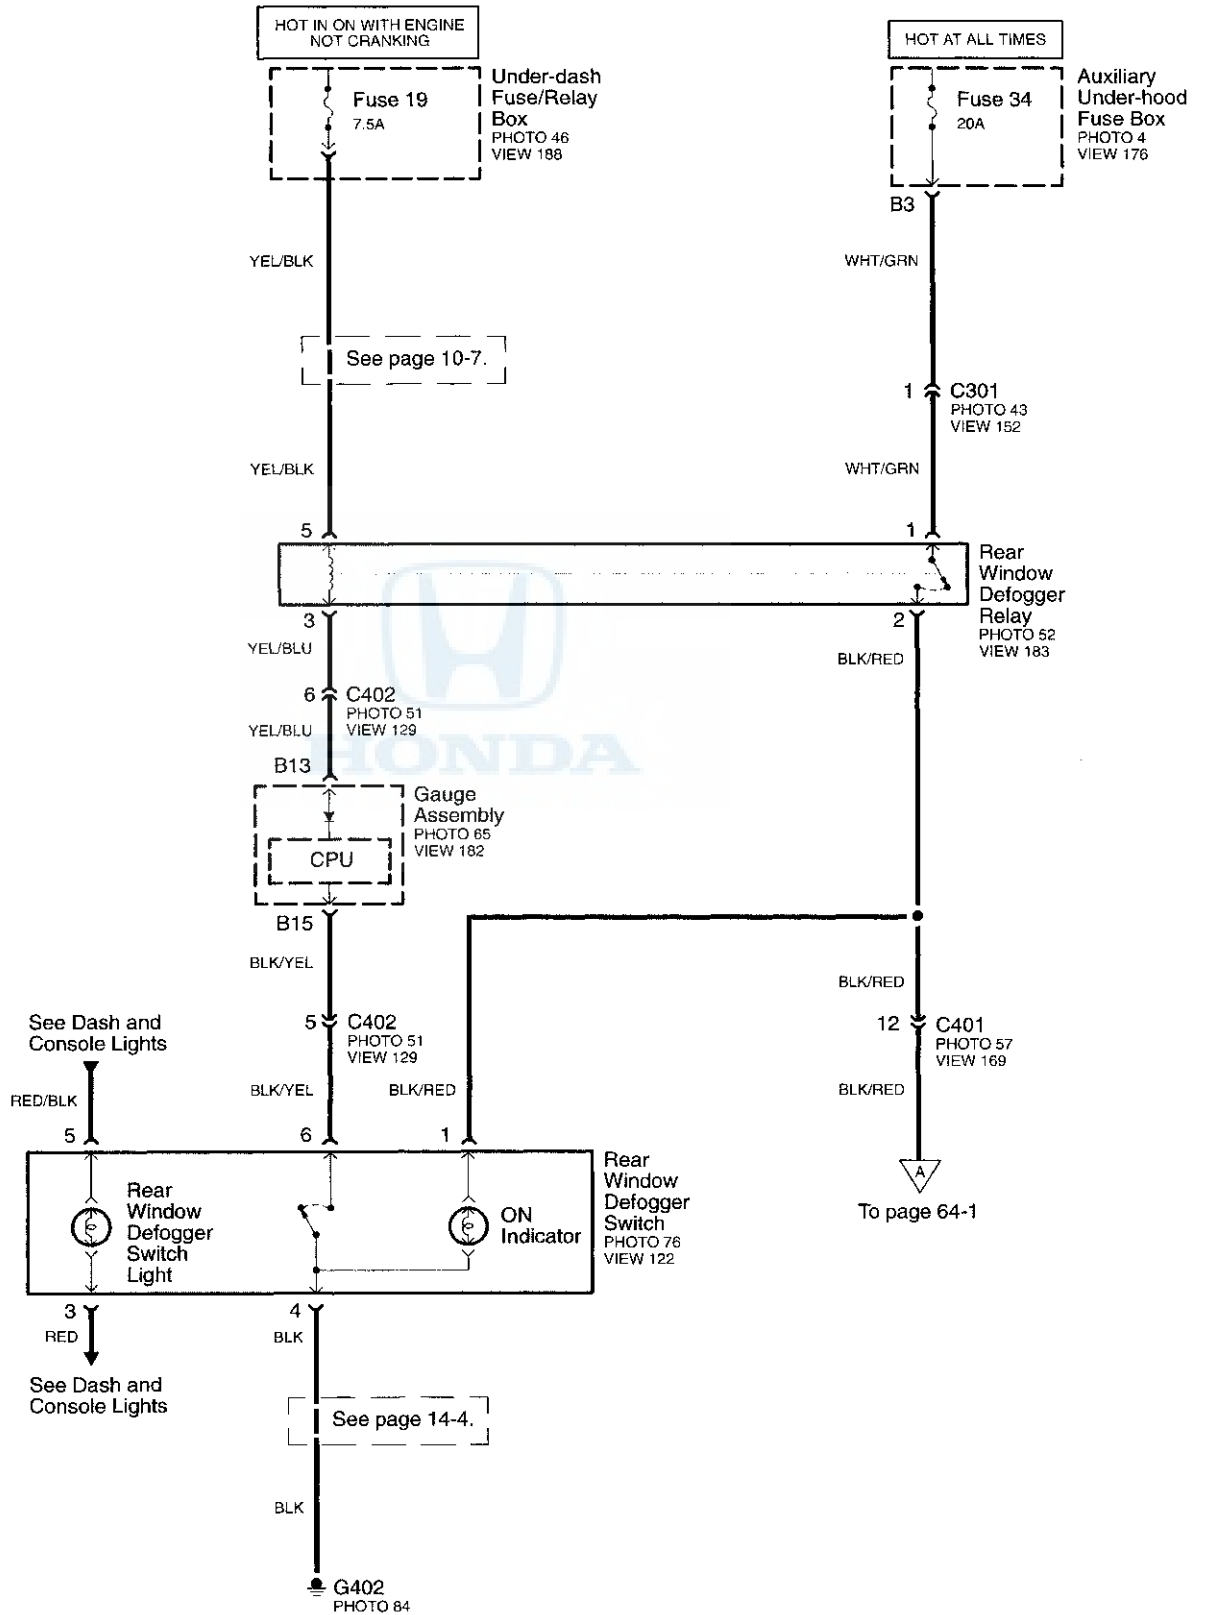 HOT IN ON WITH ENGINE
NOT CRANKING
HOT AT ALL TIMES
Fuse 19
7.5A
Under-dash
Fuse/Relay
Box
PHOTO 46
VIEW 188
Fuse 34
20A
Auxiliary
Under-hood
Fuse Box
PHOTO 4
VIEW 176
B3
YEL/BLK
WHT/GRN
See page 10-7.
1
C301
PHOTO 43
VIEW 152
YEL/BLK
WHT/GRN
5
1
Rear
Window
Defogger
Relay
PHOTO 52
VIEW 183
3
2
YEL/BLU
BLK/RED
6
C402
PHOTO 51
VIEW 129
YEL/BLU
HONDA
B13
Gauge
Assembly
PHOTO 65
VIEW 182
CPU
B15
BLK/YEL
BLK/RED
See Dash and
Console Lights
5
C402
PHOTO 51
VIEW 129
12
C401
PHOTO 57
VIEW 169
RED/BLK
BLK/YEL
BLK/RED
BLK/RED
5
6
1
Rear
Window
Defogger
Switch
Light
ON
Indicator
Rear
Window
Defogger
Switch
PHOTO 76
VIEW 122
A
To page 64-1
3
4
RED
BLK
See Dash and
Console Lights
See page 14-4.
BLK
G402
PHOTO 84